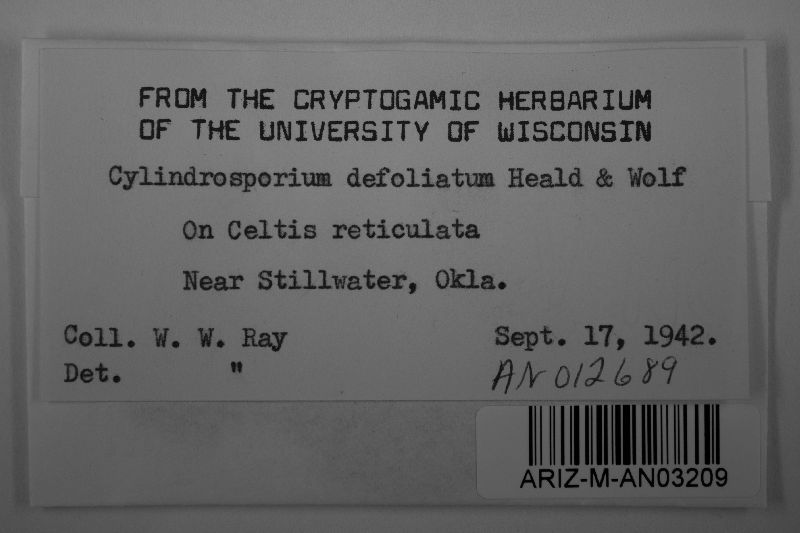 FROM THE CRYPTOGAMIC HERBARIUM
OF THE UNIVERSITY OF WISCONSIN
Cylindrosporium defoliatum Heald & Wolf
On Celtis reticulata
Near Stillwater, Okla.
Coll. W. W. Ray Sept. 17, 1942.
Det. " AN 012689
ARIZ-M-AN03209